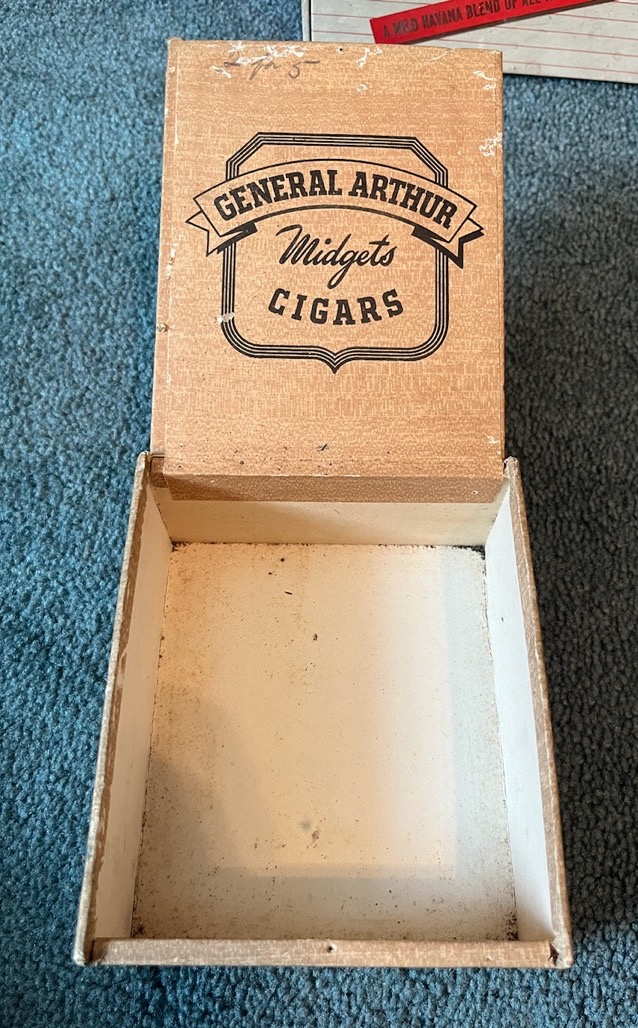 A MILD HAVANA BLEND OF
GENERAL ARTHUR
Midgets
CIGARS